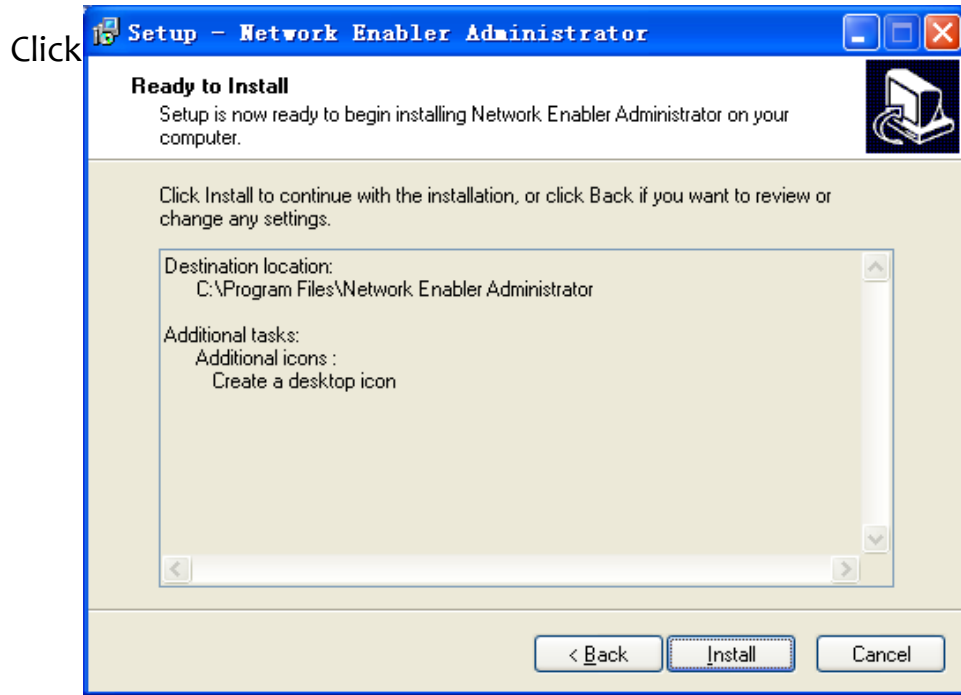 Click
Setup - Network Enabler Administrator
Ready to Install
Setup is now ready to begin installing Network Enabler Administrator on your
computer.
Click Install to continue with the installation, or click Back if you want to review or
change any settings.
Destination location:
C:\Program Files\Network Enabler Administrator
Additional tasks:
Additional icons :
Create a desktop icon
< Back
Install
Cancel